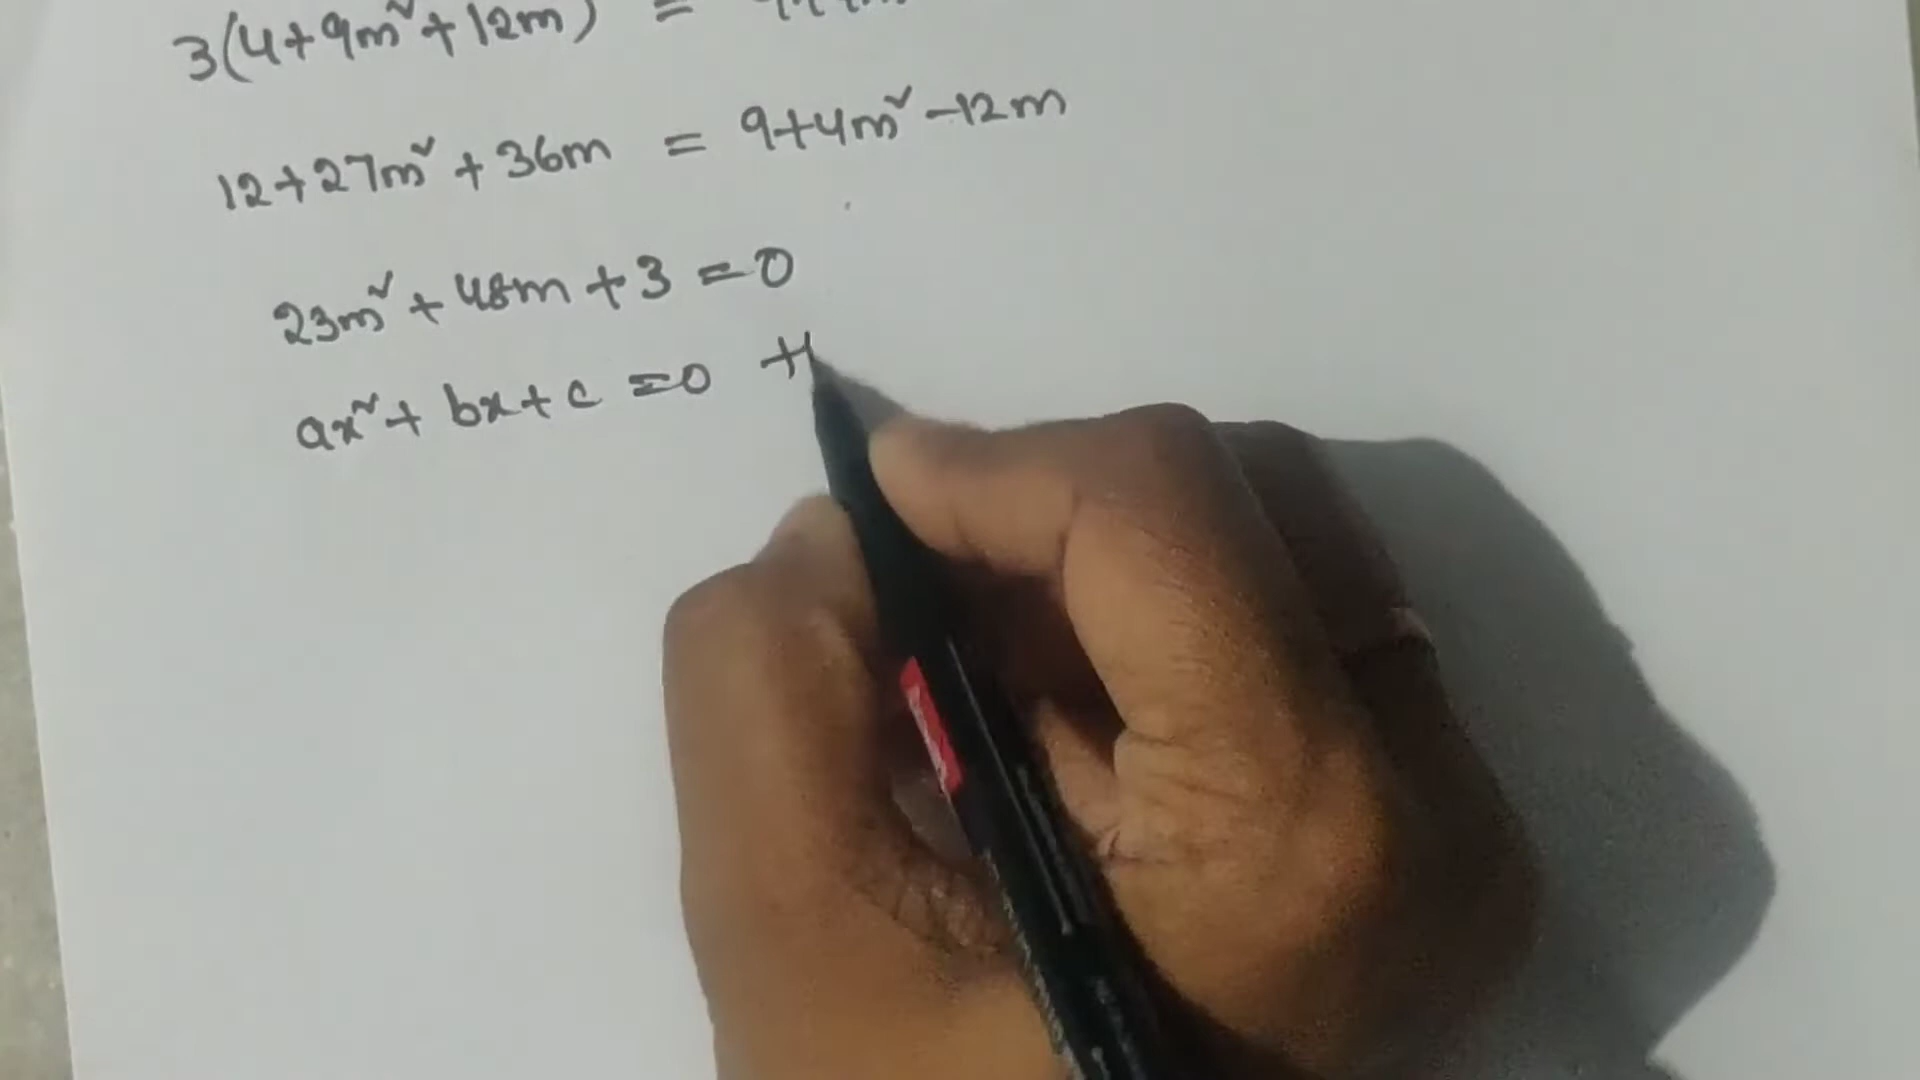 3(4+9m²+12m) =
12+27m²+36m = 9+4m²-12m
23m²+48m+3=0
ax²+bx+c=0